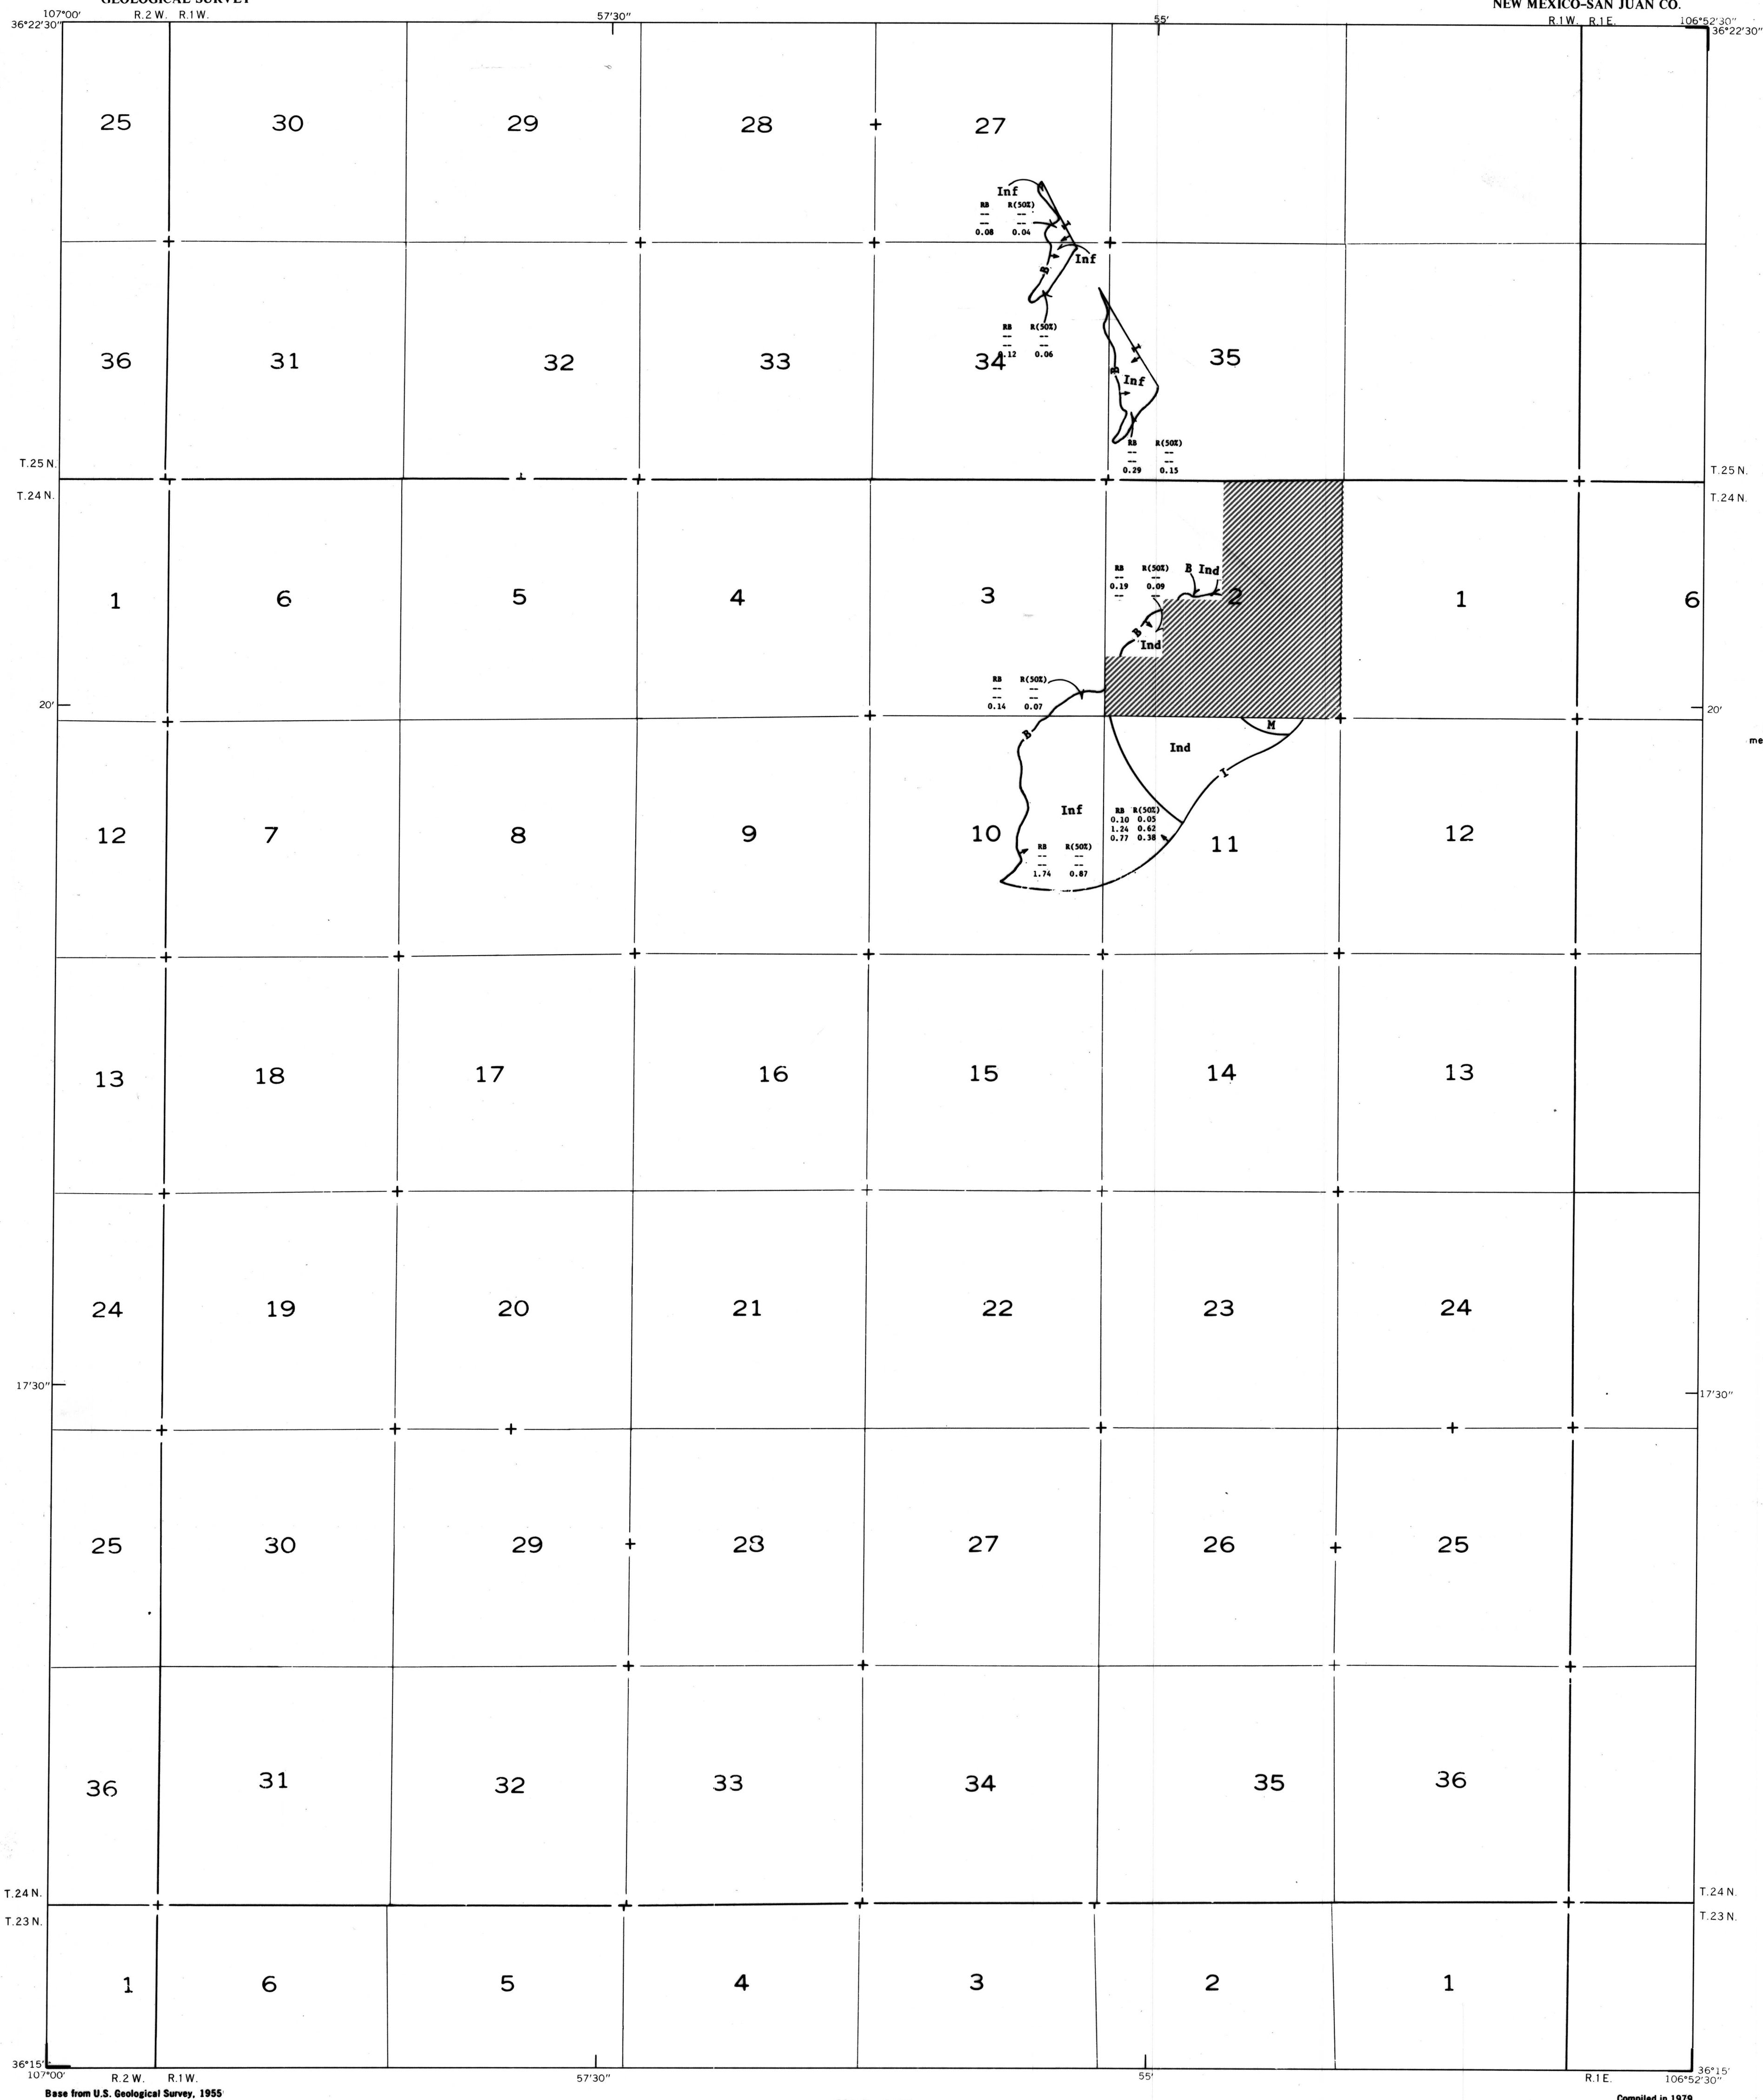 GEOLOGICAL SURVEY
NEW MEXICO-SAN JUAN CO.
107°00′ R.2 W. R.1 W. 57′30″ 55′ R.1 W. R.1 E. 106°52′30″
36°22′30″ 36°22′30″
25 30 29 28 27
Inf
RB R(50%)
-- --
-- --
0.08 0.04
I
Inf
B
RB R(50%)
-- --
-- --
0.12 0.06
36 31 32 33 34 35
I
B
Inf
RB R(50%)
-- --
-- --
0.29 0.15
T.25 N. T.25 N.
T.24 N. T.24 N.
RB R(50%)
-- --
0.19 0.09
-- --
B Ind
1 6 5 4 3 2 1 6
B
Ind
RB R(50%)
-- --
-- --
0.14 0.07
20′ 20′
M
B
Ind
me
I
Inf
RB R(50%)
0.10 0.05
1.24 0.62
0.77 0.38
12 7 8 9 10 11 12
RB R(50%)
-- --
-- --
1.74 0.87
13 18 17 16 15 14 13
24 19 20 21 22 23 24
17′30″ 17′30″
25 30 29 28 27 26 25
36 31 32 33 34 35 36
T.24 N. T.24 N.
T.23 N. T.23 N.
1 6 5 4 3 2 1
36°15′ 36°15′
107°00′ R.2 W. R.1 W. 57′30″ 55′ R.1 E. 106°52′30″
Base from U.S. Geological Survey, 1955
Compiled in 1979